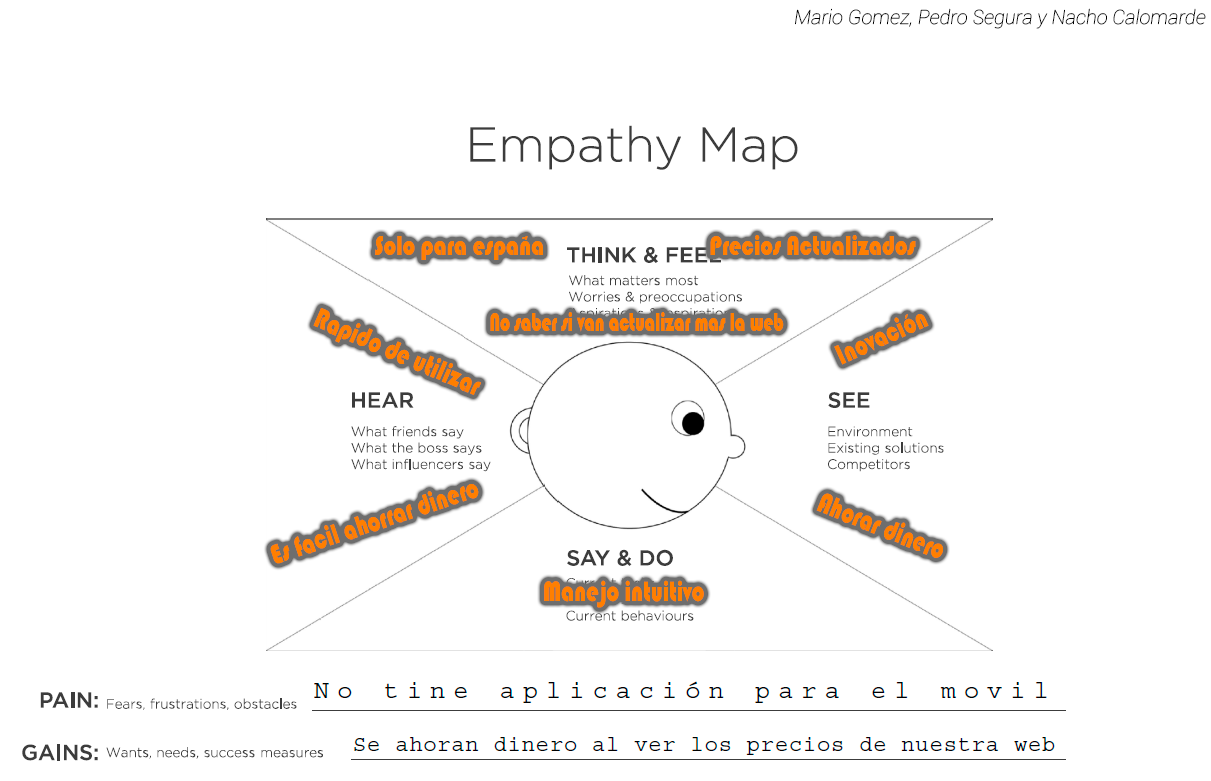 Mario Gomez, Pedro Segura y Nacho Calomarde
Empathy Map
Solo para españa
THINK & FEEL
Precios Actualizados
What matters most
Worries & preoccupations
No saber si van actualizar mas la web
Rapido de utilizar
Inovación
HEAR
What friends say
What the boss says
What influencers say
SEE
Environment
Existing solutions
Competitors
Es facil ahorrar dinero
Ahorar dinero
SAY & DO
Manejo intuitivo
Current behaviours
PAIN: Fears, frustrations, obstacles No tine aplicación para el movil
GAINS: Wants, needs, success measures Se ahoran dinero al ver los precios de nuestra web